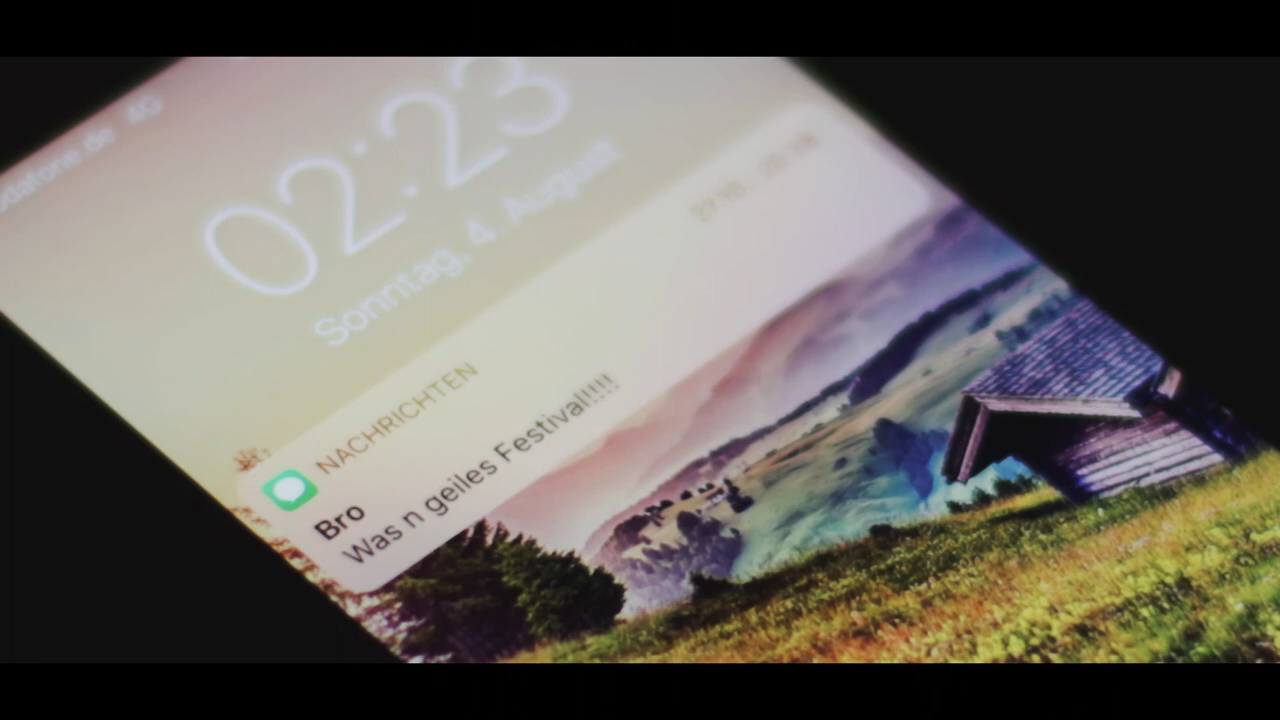 vodafone.de 4G
02:23
Sonntag, 4. August
NACHRICHTEN
Bro
Was n geiles Festival!!!!